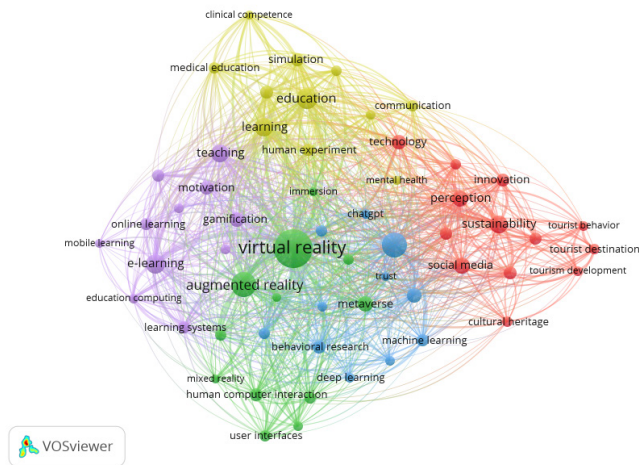 clinical competence
simulation
medical education
education
communication
learning
technology
human experiment
teaching
mental health
innovation
motivation
immersion
perception
chatgpt
gamification
online learning
sustainability
tourist behavior
mobile learning
virtual reality
tourist destination
e-learning
social media
tourism development
trust
augmented reality
education computing
metaverse
learning systems
cultural heritage
behavioral research
machine learning
mixed reality
deep learning
human computer interaction
user interfaces
VOSviewer